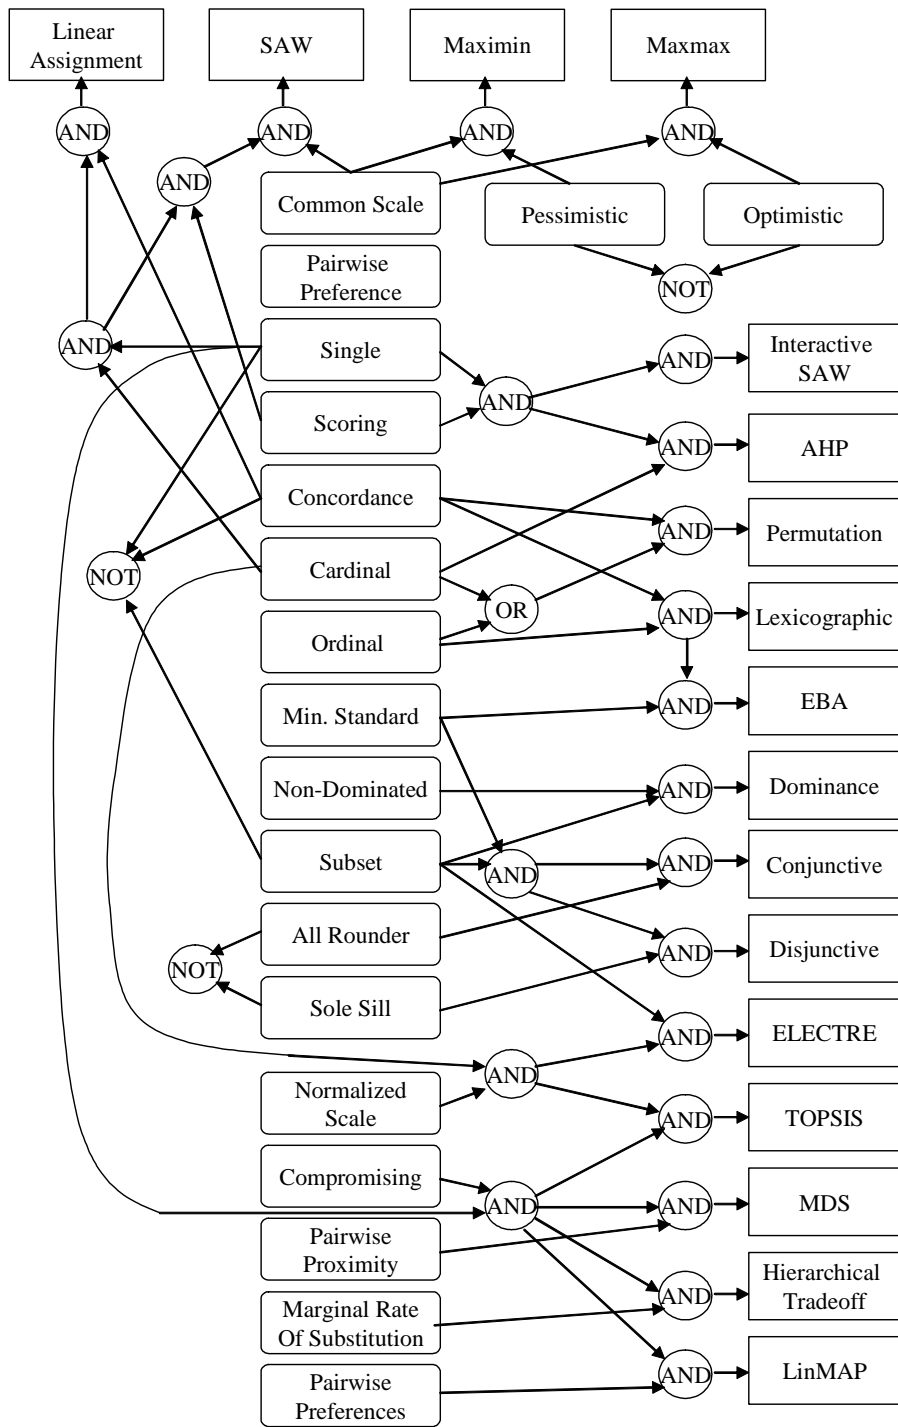 Linear
Assignment
SAW
Maximin
Maxmax
AND
AND
AND
AND
AND
Common Scale
Pessimistic
Optimistic
Pairwise
Preference
NOT
AND
Single
AND
Interactive
SAW
AND
Scoring
AND
AHP
Concordance
AND
Permutation
NOT
Cardinal
OR
Ordinal
AND
Lexicographic
Min. Standard
AND
EBA
Non-Dominated
AND
Dominance
Subset
AND
AND
Conjunctive
All Rounder
AND
Disjunctive
NOT
Sole Sill
AND
ELECTRE
AND
Normalized
Scale
AND
TOPSIS
Compromising
AND
AND
MDS
Pairwise
Proximity
AND
Hierarchical
Tradeoff
Marginal Rate
Of Substitution
AND
LinMAP
Pairwise
Preferences